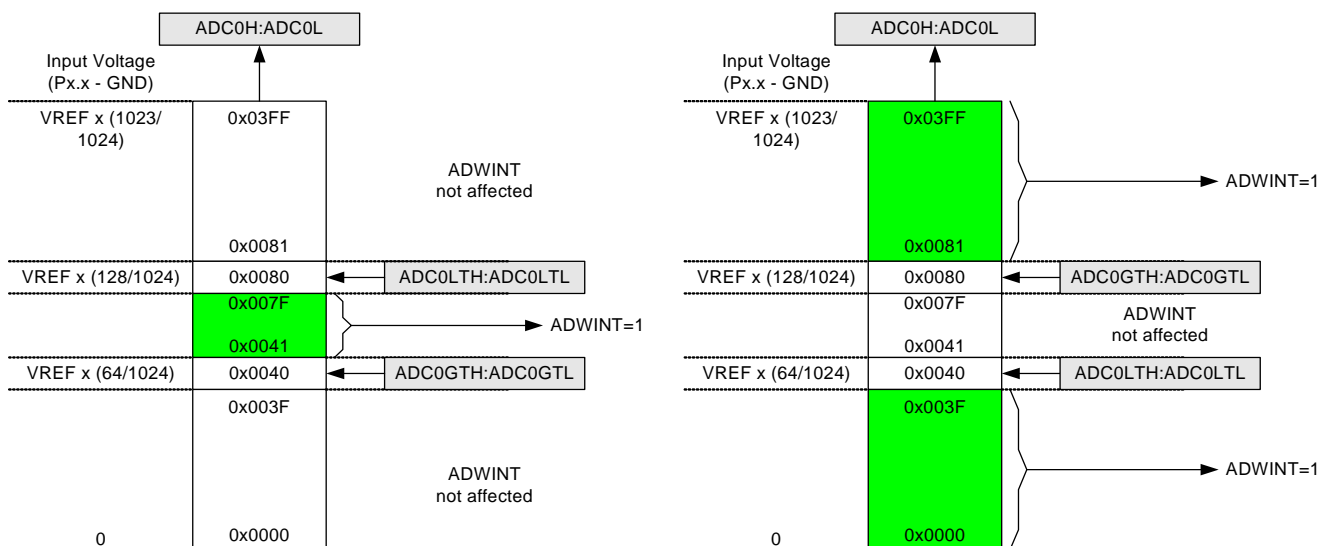 ADC0H:ADC0L
Input Voltage
(Px.x - GND)
VREF x (1023/
1024)
0x03FF
ADWINT
not affected
0x0081
VREF x (128/1024)
0x0080
ADC0LTH:ADC0LTL
0x007F
ADWINT=1
0x0041
VREF x (64/1024)
0x0040
ADC0GTH:ADC0GTL
0x003F
ADWINT
not affected
0
0x0000
ADC0H:ADC0L
Input Voltage
(Px.x - GND)
VREF x (1023/
1024)
0x03FF
ADWINT=1
0x0081
VREF x (128/1024)
0x0080
ADC0GTH:ADC0GTL
0x007F
ADWINT
not affected
0x0041
VREF x (64/1024)
0x0040
ADC0LTH:ADC0LTL
0x003F
ADWINT=1
0
0x0000